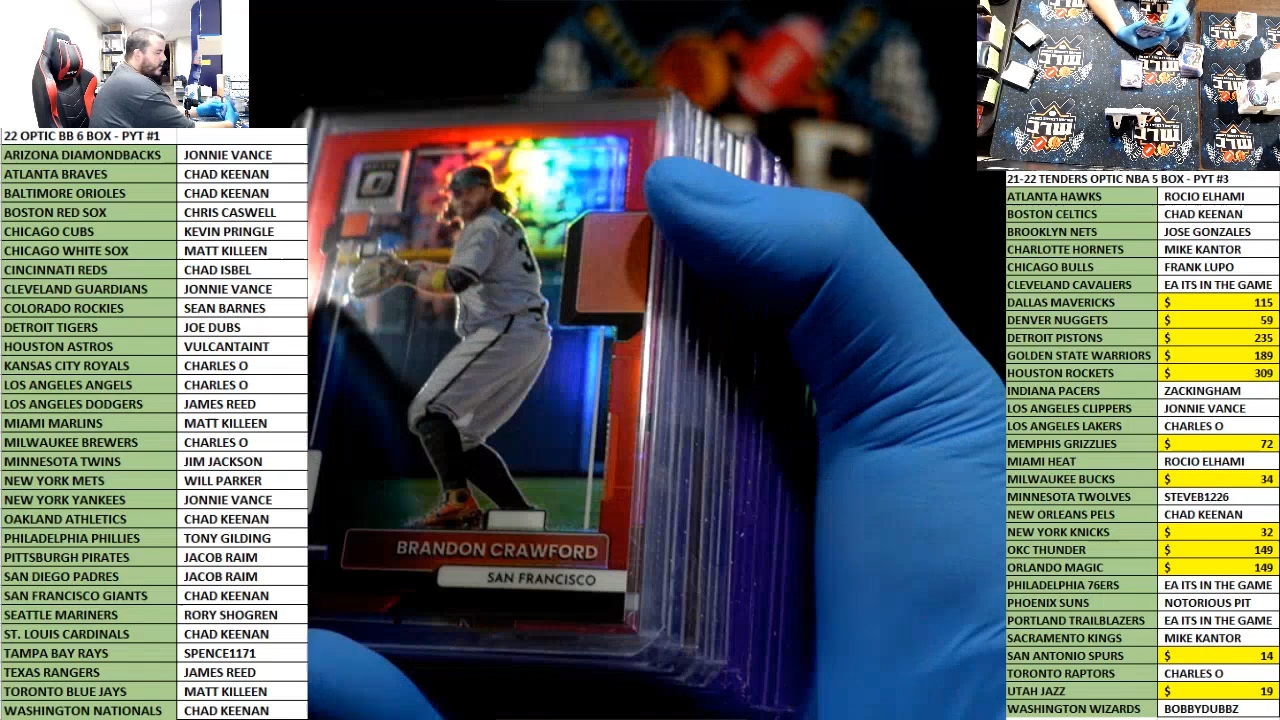 22 OPTIC BB 6 BOX - PYT #1
ARIZONA DIAMONDBACKS JONNIE VANCE
ATLANTA BRAVES CHAD KEENAN
BALTIMORE ORIOLES CHAD KEENAN
BOSTON RED SOX CHRIS CASWELL
CHICAGO CUBS KEVIN PRINGLE
CHICAGO WHITE SOX MATT KILLEEN
CINCINNATI REDS CHAD ISBEL
CLEVELAND GUARDIANS JONNIE VANCE
COLORADO ROCKIES SEAN BARNES
DETROIT TIGERS JOE DUBS
HOUSTON ASTROS VULCANTAINT
KANSAS CITY ROYALS CHARLES O
LOS ANGELES ANGELS CHARLES O
LOS ANGELES DODGERS JAMES REED
MIAMI MARLINS MATT KILLEEN
MILWAUKEE BREWERS CHARLES O
MINNESOTA TWINS JIM JACKSON
NEW YORK METS WILL PARKER
NEW YORK YANKEES JONNIE VANCE
OAKLAND ATHLETICS CHAD KEENAN
PHILADELPHIA PHILLIES TONY GILDING
PITTSBURGH PIRATES JACOB RAIM
SAN DIEGO PADRES JACOB RAIM
SAN FRANCISCO GIANTS CHAD KEENAN
SEATTLE MARINERS RORY SHOGREN
ST. LOUIS CARDINALS CHAD KEENAN
TAMPA BAY RAYS SPENCE1171
TEXAS RANGERS JAMES REED
TORONTO BLUE JAYS MATT KILLEEN
WASHINGTON NATIONALS CHAD KEENAN
3
BRANDON CRAWFORD
SAN FRANCISCO
21-22 TENDERS OPTIC NBA 5 BOX - PYT #3
ATLANTA HAWKS ROCIO ELHAMI
BOSTON CELTICS CHAD KEENAN
BROOKLYN NETS JOSE GONZALES
CHARLOTTE HORNETS MIKE KANTOR
CHICAGO BULLS FRANK LUPO
CLEVELAND CAVALIERS EA ITS IN THE GAME
DALLAS MAVERICKS $ 115
DENVER NUGGETS $ 59
DETROIT PISTONS $ 235
GOLDEN STATE WARRIORS $ 189
HOUSTON ROCKETS $ 309
INDIANA PACERS ZACKINGHAM
LOS ANGELES CLIPPERS JONNIE VANCE
LOS ANGELES LAKERS CHARLES O
MEMPHIS GRIZZLIES $ 72
MIAMI HEAT ROCIO ELHAMI
MILWAUKEE BUCKS $ 34
MINNESOTA TWOLVES STEVEB1226
NEW ORLEANS PELS CHAD KEENAN
NEW YORK KNICKS $ 32
OKC THUNDER $ 149
ORLANDO MAGIC $ 149
PHILADELPHIA 76ERS EA ITS IN THE GAME
PHOENIX SUNS NOTORIOUS PIT
PORTLAND TRAILBLAZERS EA ITS IN THE GAME
SACRAMENTO KINGS MIKE KANTOR
SAN ANTONIO SPURS $ 14
TORONTO RAPTORS CHARLES O
UTAH JAZZ $ 19
WASHINGTON WIZARDS BOBBYDUBBZ